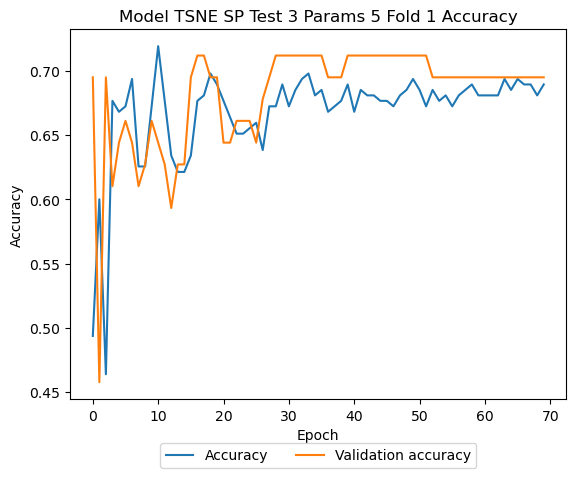 Model TSNE SP Test 3 Params 5 Fold 1 Accuracy
0.70
0.65
0.60
0.55
0.50
0.45
Accuracy
0 10 20 30 40 50 60 70
Epoch
Accuracy Validation accuracy